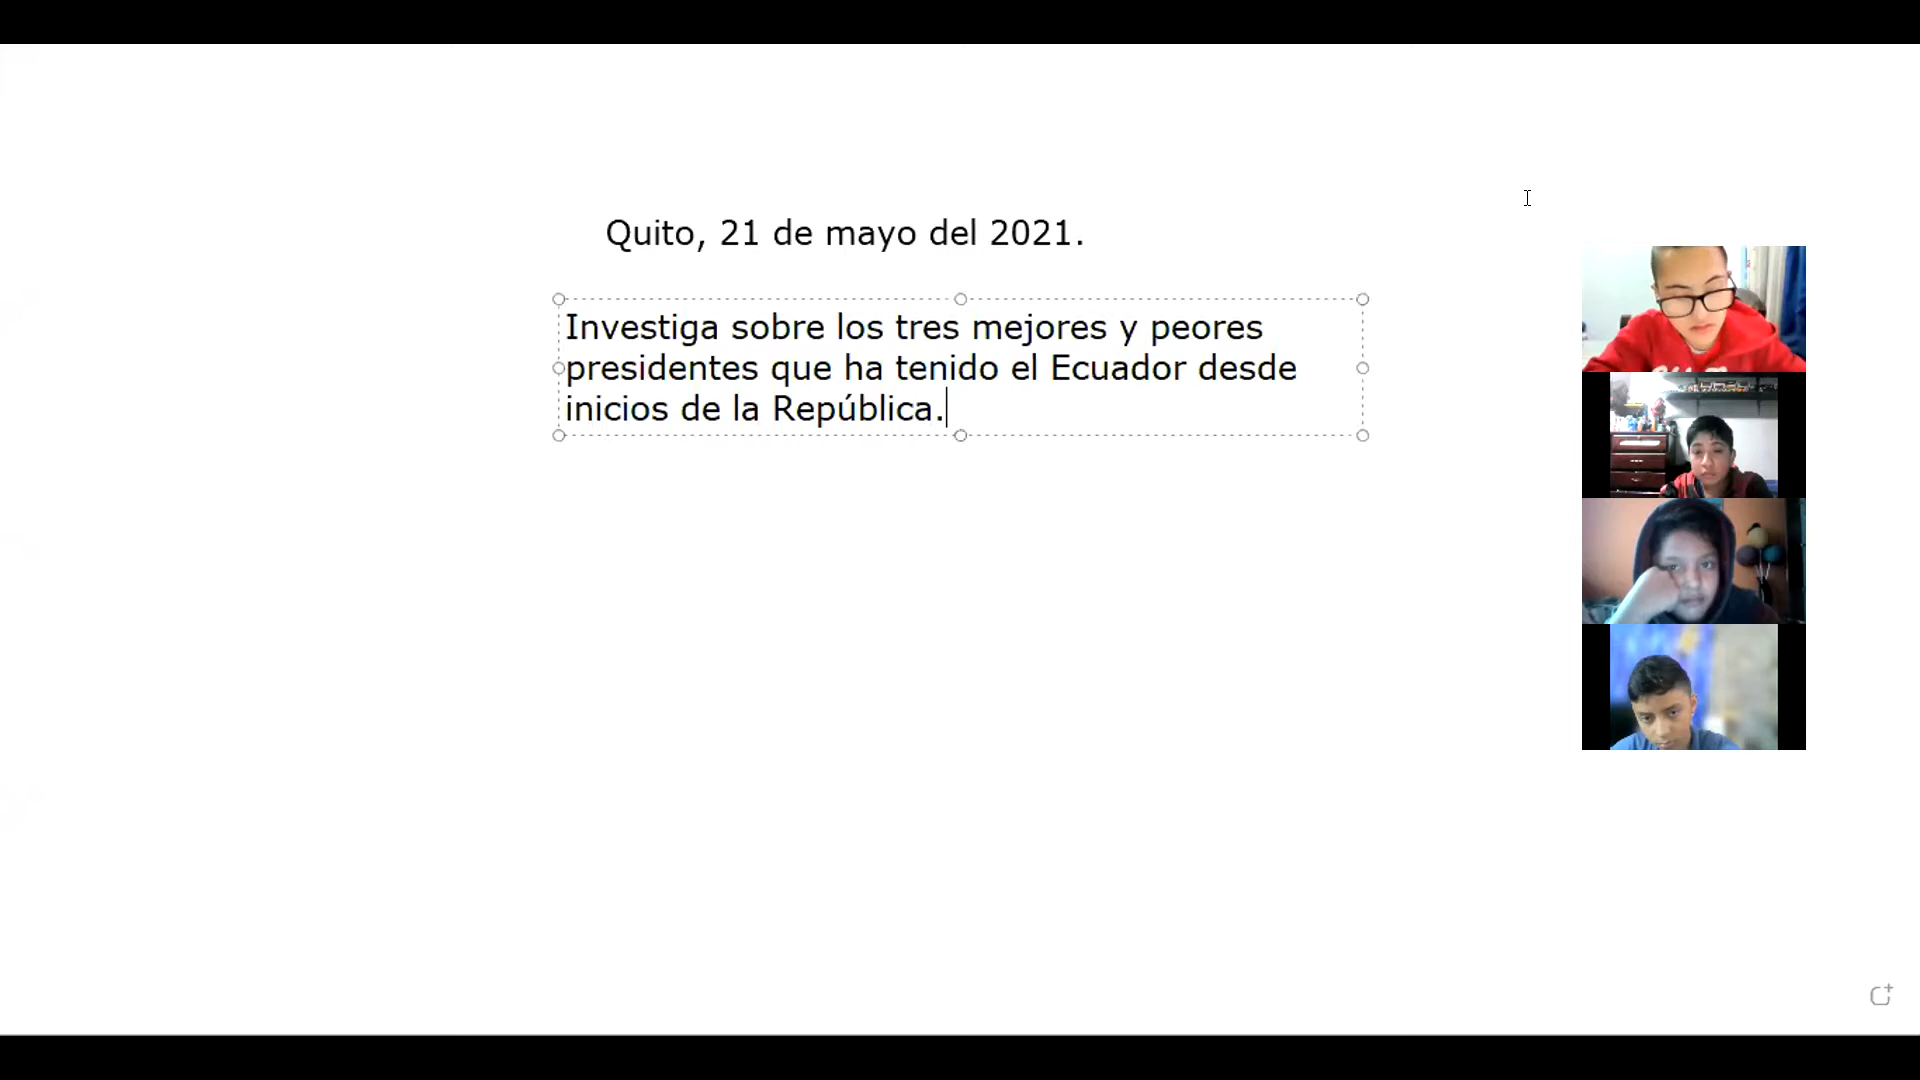 Quito, 21 de mayo del 2021.
Investiga sobre los tres mejores y peores
presidentes que ha tenido el Ecuador desde
inicios de la República.